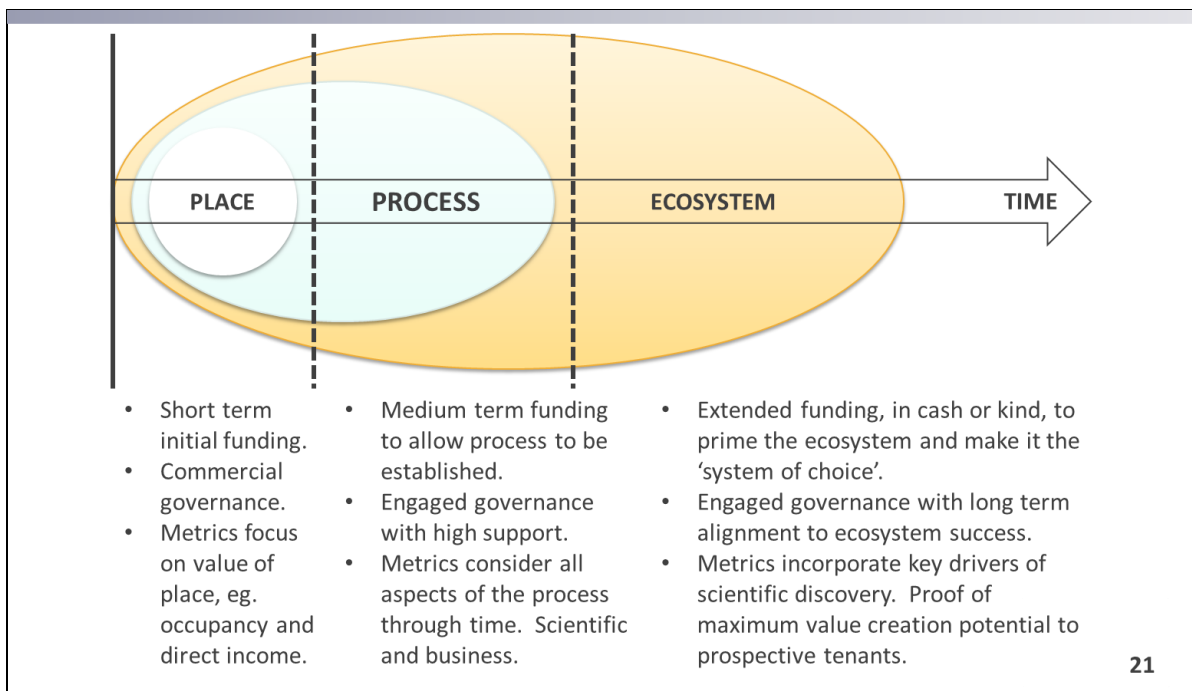 PLACE
PROCESS
ECOSYSTEM
TIME
• Short term
initial funding.
• Commercial
governance.
• Metrics focus
on value of
place, eg.
occupancy and
direct income.
• Medium term funding
to allow process to be
established.
• Engaged governance
with high support.
• Metrics consider all
aspects of the process
through time.  Scientific
and business.
• Extended funding, in cash or kind, to
prime the ecosystem and make it the
‘system of choice’.
• Engaged governance with long term
alignment to ecosystem success.
• Metrics incorporate key drivers of
scientific discovery.  Proof of
maximum value creation potential to
prospective tenants.
21